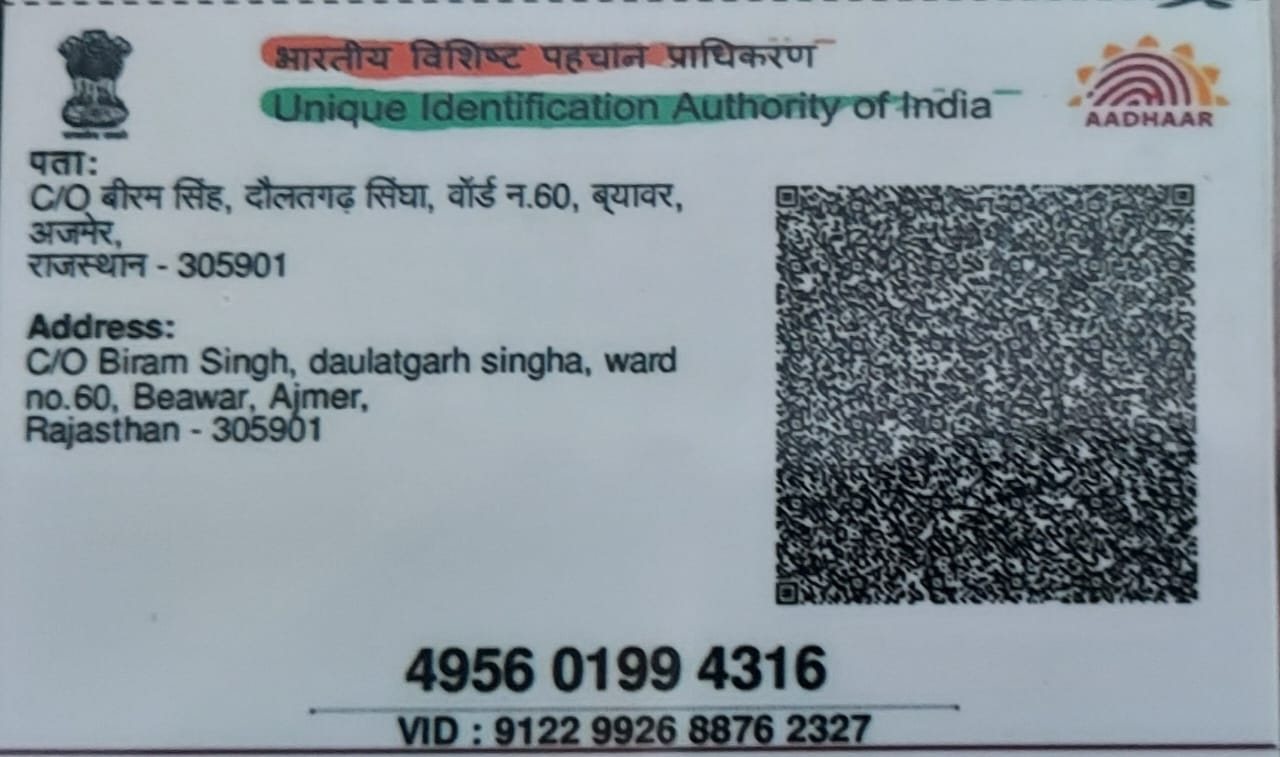 भारतीय विशिष्ट पहचान प्राधिकरण
Unique Identification Authority of India
AADHAAR
पता:
C/O बीरम सिंह, दौलतगढ़ सिंघा, वॉर्ड न.60, ब्यावर,
अजमेर,
राजस्थान - 305901
Address:
C/O Biram Singh, daulatgarh singha, ward
no.60, Beawar, Ajmer,
Rajasthan - 305901
4956 0199 4316
VID : 9122 9926 8876 2327